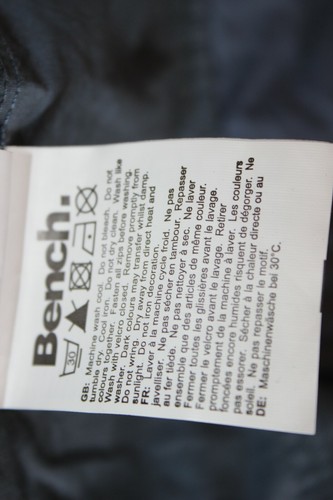 Bench.
30
GB: Machine wash cool. Do not bleach. Do not
tumble dry. Cool iron. Do not dry clean. Wash like
colours together. Fasten all zips before washing.
Wash with velcro closed. Remove promptly from
washer. Dark colours may transfer whilst damp.
Do not wring. Dry away from direct heat and
sunlight. Do not iron decoration.
FR: Laver à la machine cycle froid. Ne pas
javelliser. Ne pas sécher en tambour. Repasser
au fer tiède. Ne pas nettoyer à sec. Ne laver
ensemble que des articles de même couleur.
Fermer toutes les glissières avant le lavage.
Fermer le velcro avant le lavage. Retirer
promptement de la machine à laver. Les couleurs
foncées encore humides risquent de dégorger. Ne
pas essorer. Sécher à la chaleur directe ou au
soleil. Ne pas repasser le motif.
DE: Maschinenwäsche bei 30°C.